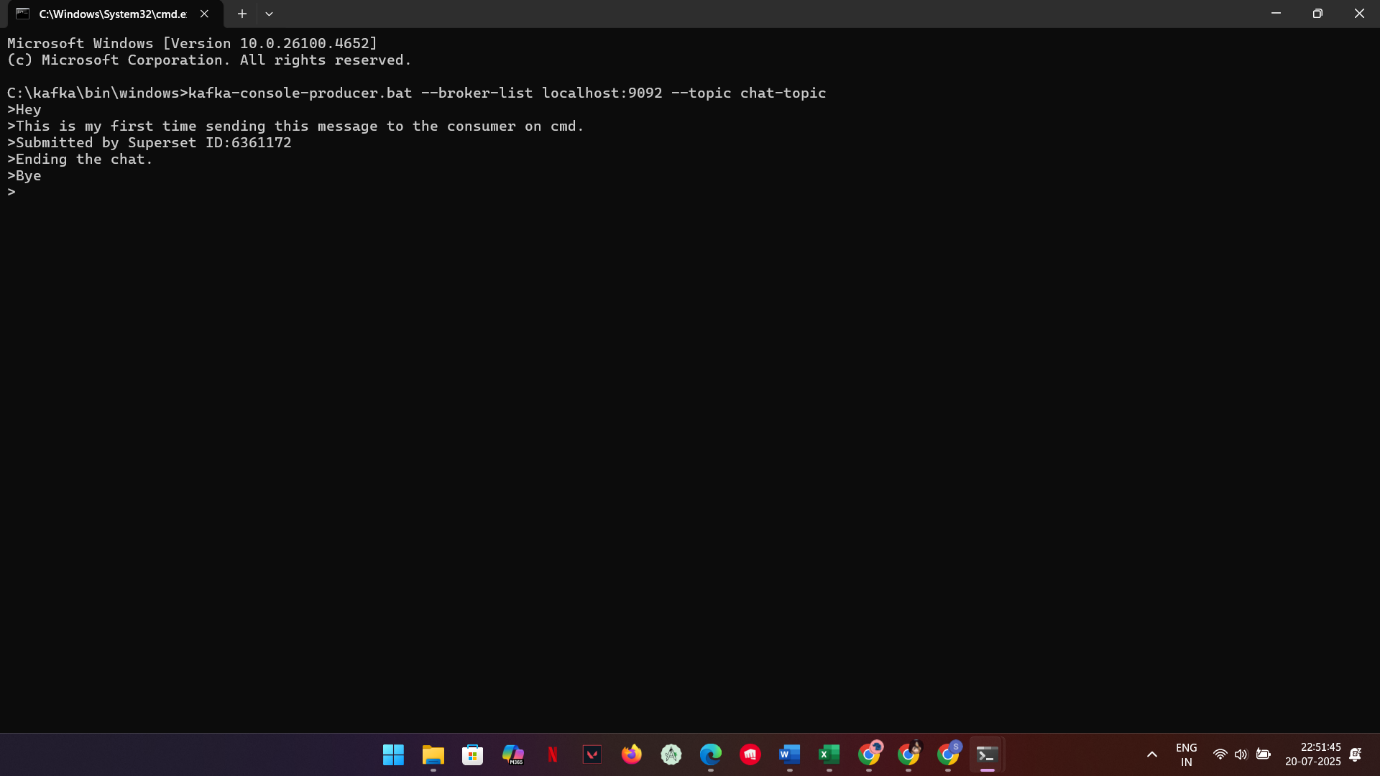 C:\Windows\System32\cmd.e
Microsoft Windows [Version 10.0.26100.4652]
(c) Microsoft Corporation. All rights reserved.
C:\kafka\bin\windows>kafka-console-producer.bat --broker-list localhost:9092 --topic chat-topic
>Hey
>This is my first time sending this message to the consumer on cmd.
>Submitted by Superset ID:6361172
>Ending the chat.
>Bye
>
M365
N
W
X
S
ENG
IN
22:51:45
20-07-2025